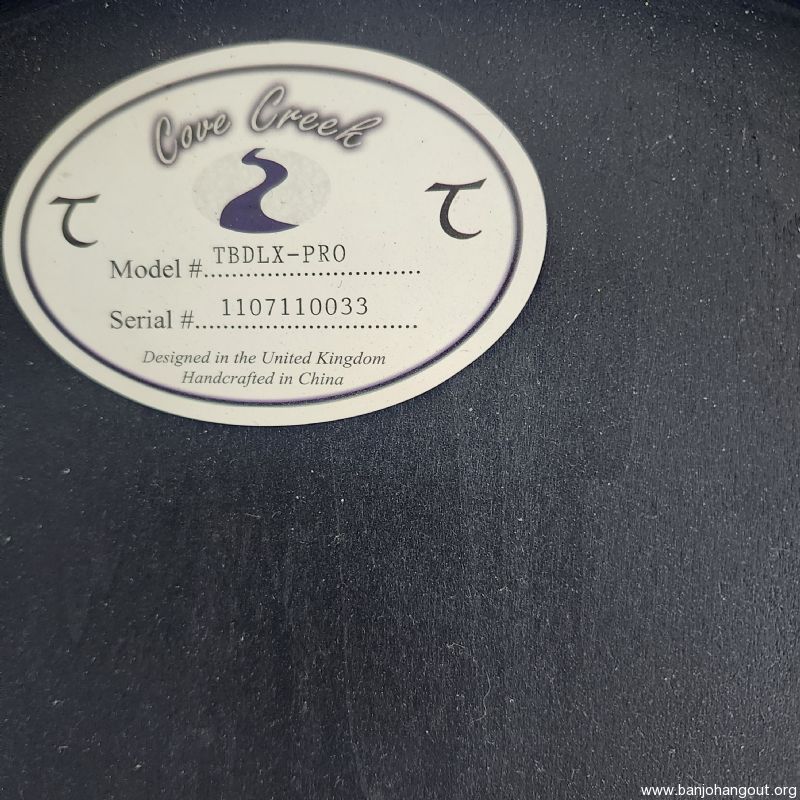 Cove Creek
T T
Model #.............................. TBDLX-PRO
Serial #................................ 1107110033
Designed in the United Kingdom
Handcrafted in China
www.banjohangout.org